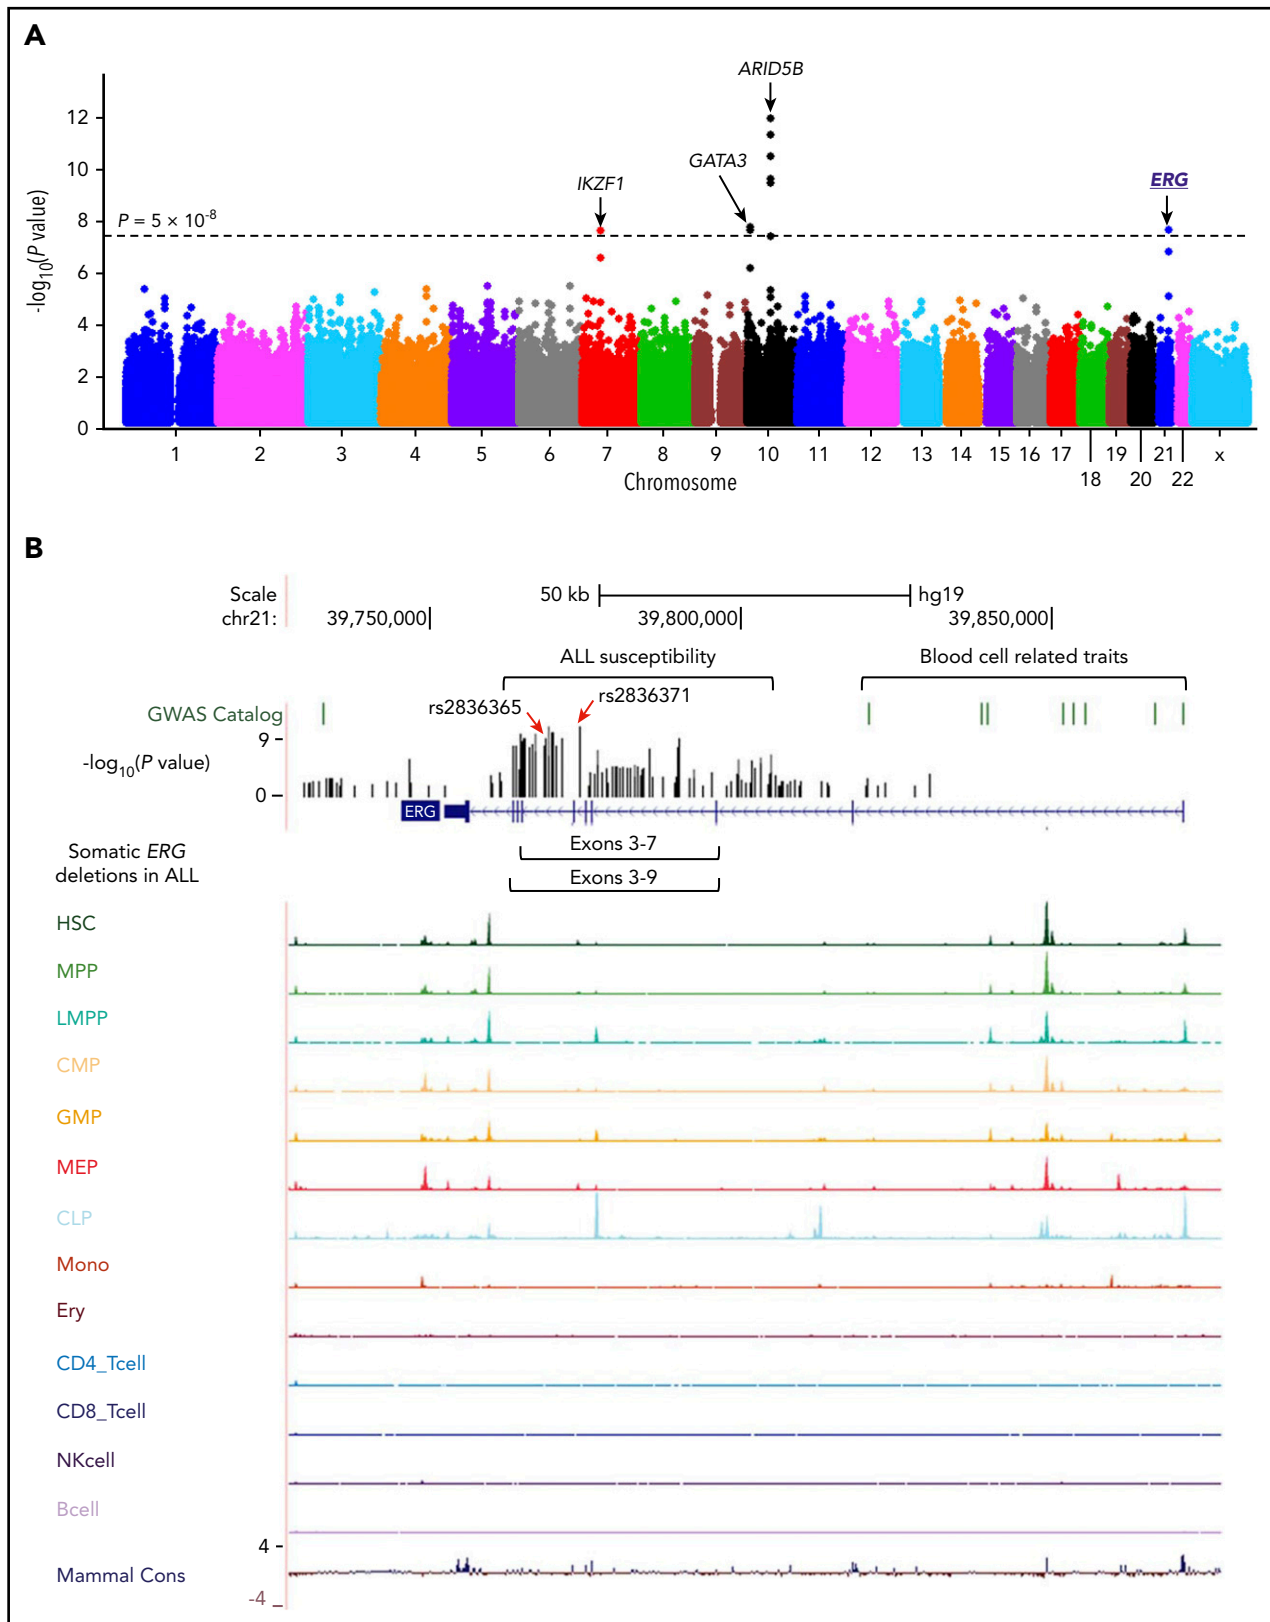 A
ARID5B
GATA3
IKZF1
ERG
P = 5 × 10-8
-log10(P value)
12
10
8
6
4
2
0
1 2 3 4 5 6 7 8 9 10 11 12 13 14 15 16 17 18 19 20 21 22 x
Chromosome
B
Scale 50 kb hg19
chr21: 39,750,000 39,800,000 39,850,000
ALL susceptibility Blood cell related traits
rs2836365 rs2836371
GWAS Catalog
9
-log10(P value)
0
ERG
Somatic ERG
deletions in ALL
Exons 3-7
Exons 3-9
HSC
MPP
LMPP
CMP
GMP
MEP
CLP
Mono
Ery
CD4_Tcell
CD8_Tcell
NKcell
Bcell
4
Mammal Cons
-4